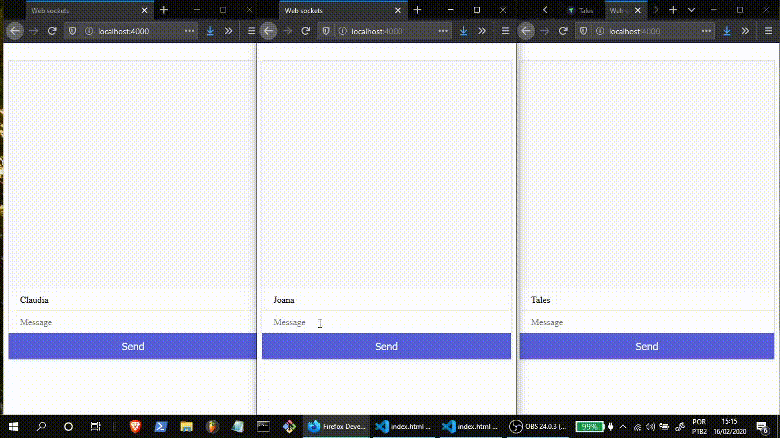 Web sockets
Web sockets
Tales
Web s
localhost:4000
localhost:4000
localhost:4000
Claudia
Joana
Tales
Message
Message
Message
Send
Send
Send
Firefox Deve...
index.html ...
index.html ...
OBS 24.0.3 (...
99%
POR
PTB2
15:15
16/02/2020